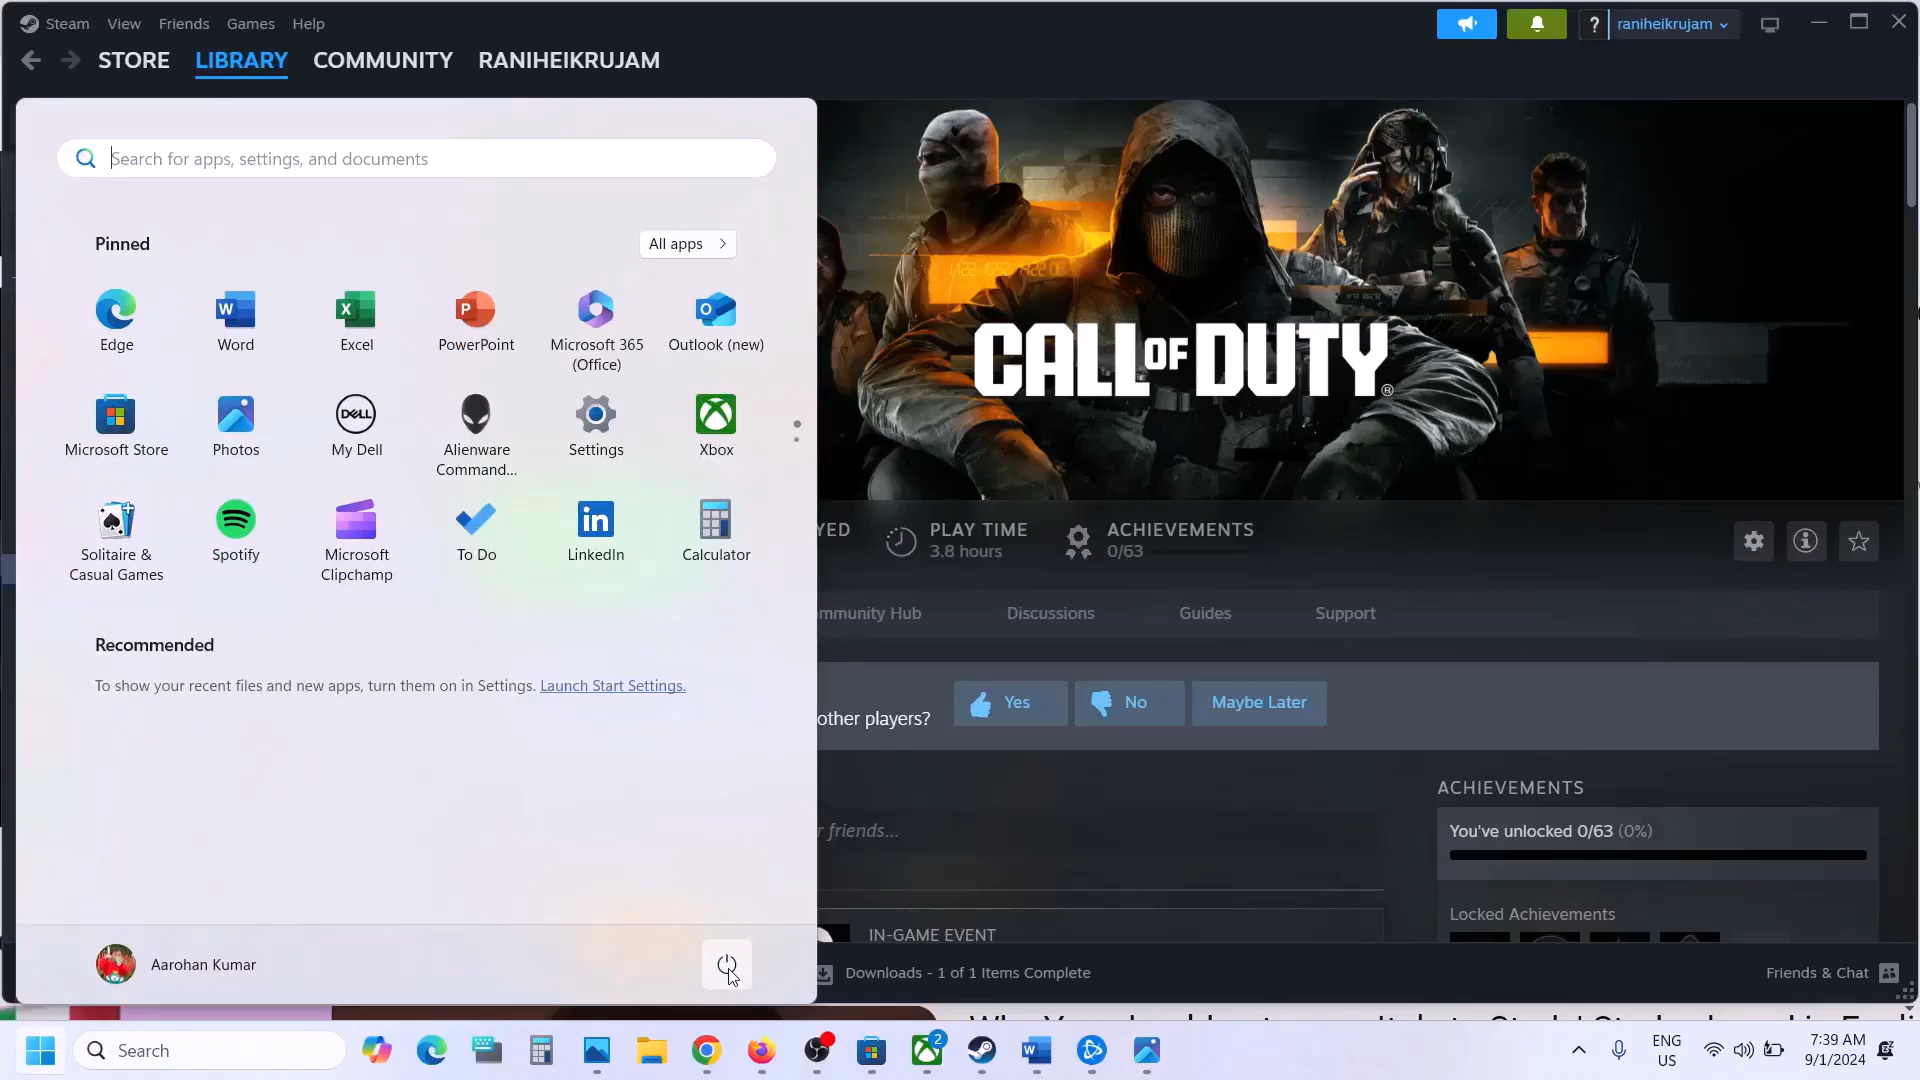 Steam View Friends Games Help
? raniheikrujam
STORE LIBRARY COMMUNITY RANIHEIKRUJAM
Search for apps, settings, and documents
Pinned
All apps
Edge
Word
Excel
PowerPoint
Microsoft 365
(Office)
Outlook (new)
Microsoft Store
Photos
DELL
My Dell
Alienware
Command...
Settings
Xbox
Solitaire &
Casual Games
Spotify
Microsoft
Clipchamp
To Do
LinkedIn
Calculator
Recommended
To show your recent files and new apps, turn them on in Settings. Launch Start Settings.
Aarohan Kumar
CALL OF DUTY®
YED
PLAY TIME
3.8 hours
ACHIEVEMENTS
0/63
mmunity Hub Discussions Guides Support
other players?
Yes No Maybe Later
r friends...
ACHIEVEMENTS
You've unlocked 0/63 (0%)
Locked Achievements
IN-GAME EVENT
Downloads - 1 of 1 Items Complete
Friends & Chat
Search
2
ENG
US
7:39 AM
9/1/2024